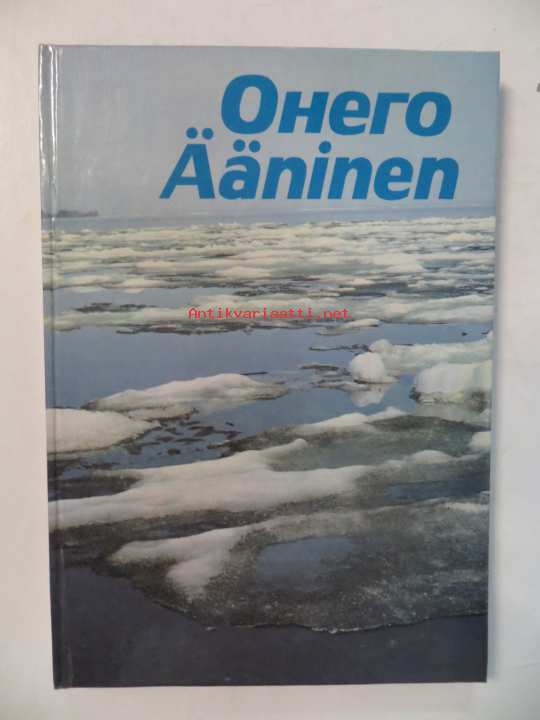 Онего
Ääninen
Antikvariaatti.net